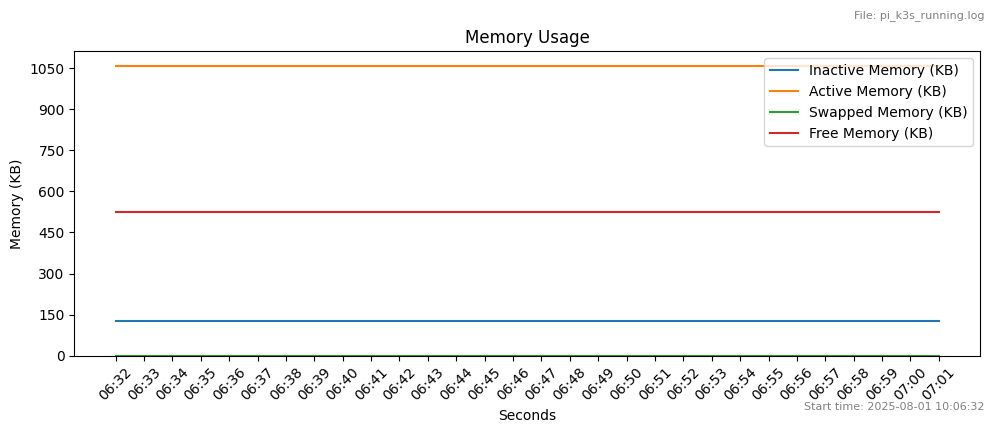 File: pi_k3s_running.log
Memory Usage
Memory (KB)
1050
900
750
600
450
300
150
0
Inactive Memory (KB)
Active Memory (KB)
Swapped Memory (KB)
Free Memory (KB)
06:32 06:33 06:34 06:35 06:36 06:37 06:38 06:39 06:40 06:41 06:42 06:43 06:44 06:45 06:46 06:47 06:48 06:49 06:50 06:51 06:52 06:53 06:54 06:55 06:56 06:57 06:58 06:59 07:00 07:01
Seconds
Start time: 2025-08-01 10:06:32